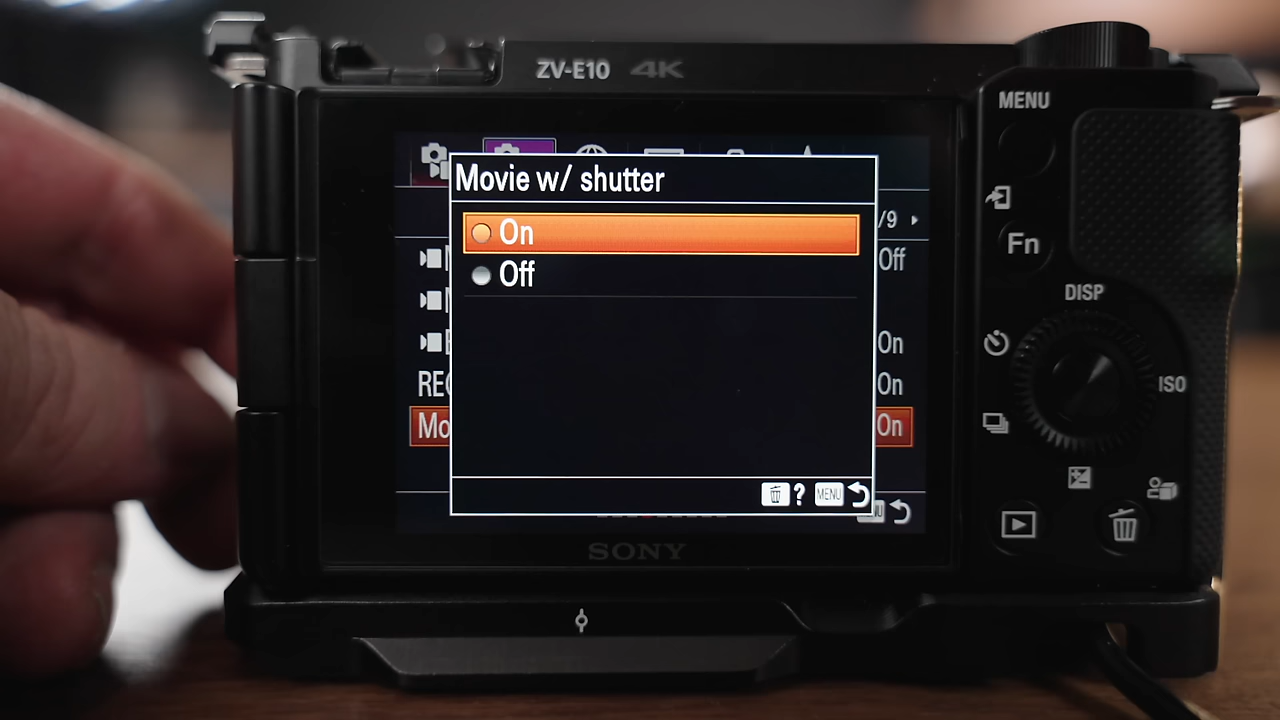 ZV-E10 4K
MENU
Movie w/ shutter
On
Off
/9
Off
Fn
DISP
On
REC
On
ISO
Mo
On
? MENU
SONY